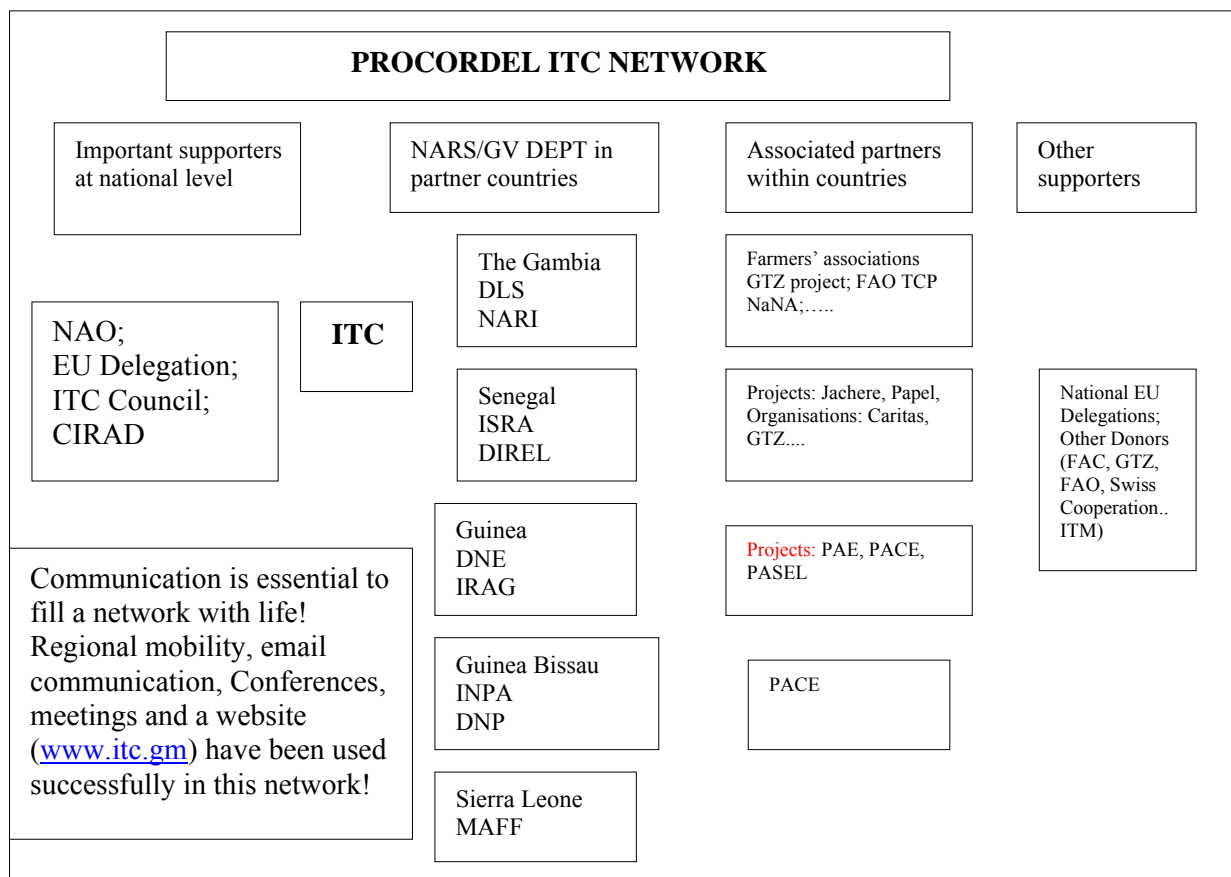 PROCORDEL ITC NETWORK
Important supporters
at national level
NARS/GV DEPT in
partner countries
Associated partners
within countries
Other
supporters
NAO;
EU Delegation;
ITC Council;
CIRAD
ITC
The Gambia
DLS
NARI
Farmers’ associations
GTZ project; FAO TCP
NaNA;…..
Senegal
ISRA
DIREL
Projects: Jachere, Papel,
Organisations: Caritas,
GTZ....
National EU
Delegations;
Other Donors
(FAC, GTZ,
FAO, Swiss
Cooperation..
ITM)
Guinea
DNE
IRAG
Projects: PAE, PACE,
PASEL
Communication is essential to
fill a network with life!
Regional mobility, email
communication, Conferences,
meetings and a website
(www.itc.gm) have been used
successfully in this network!
Guinea Bissau
INPA
DNP
PACE
Sierra Leone
MAFF